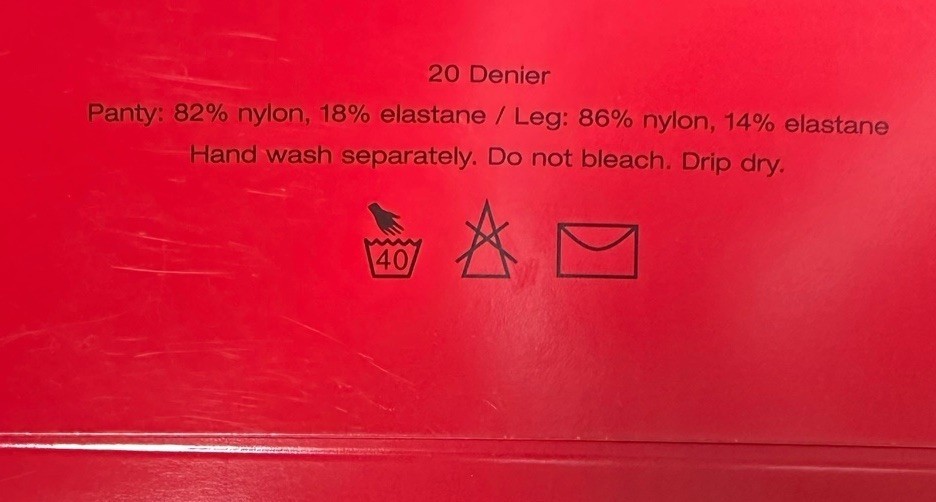 20 Denier
Panty: 82% nylon, 18% elastane / Leg: 86% nylon, 14% elastane
Hand wash separately. Do not bleach. Drip dry.
40